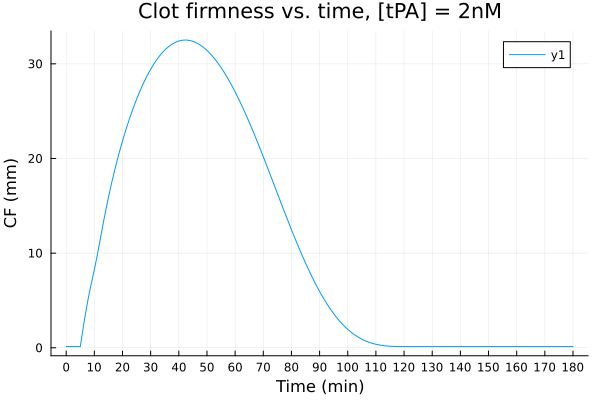 Clot firmness vs. time, [tPA] = 2nM
y1
30
20
10
0
CF (mm)
0 10 20 30 40 50 60 70 80 90 100 110 120 130 140 150 160 170 180
Time (min)